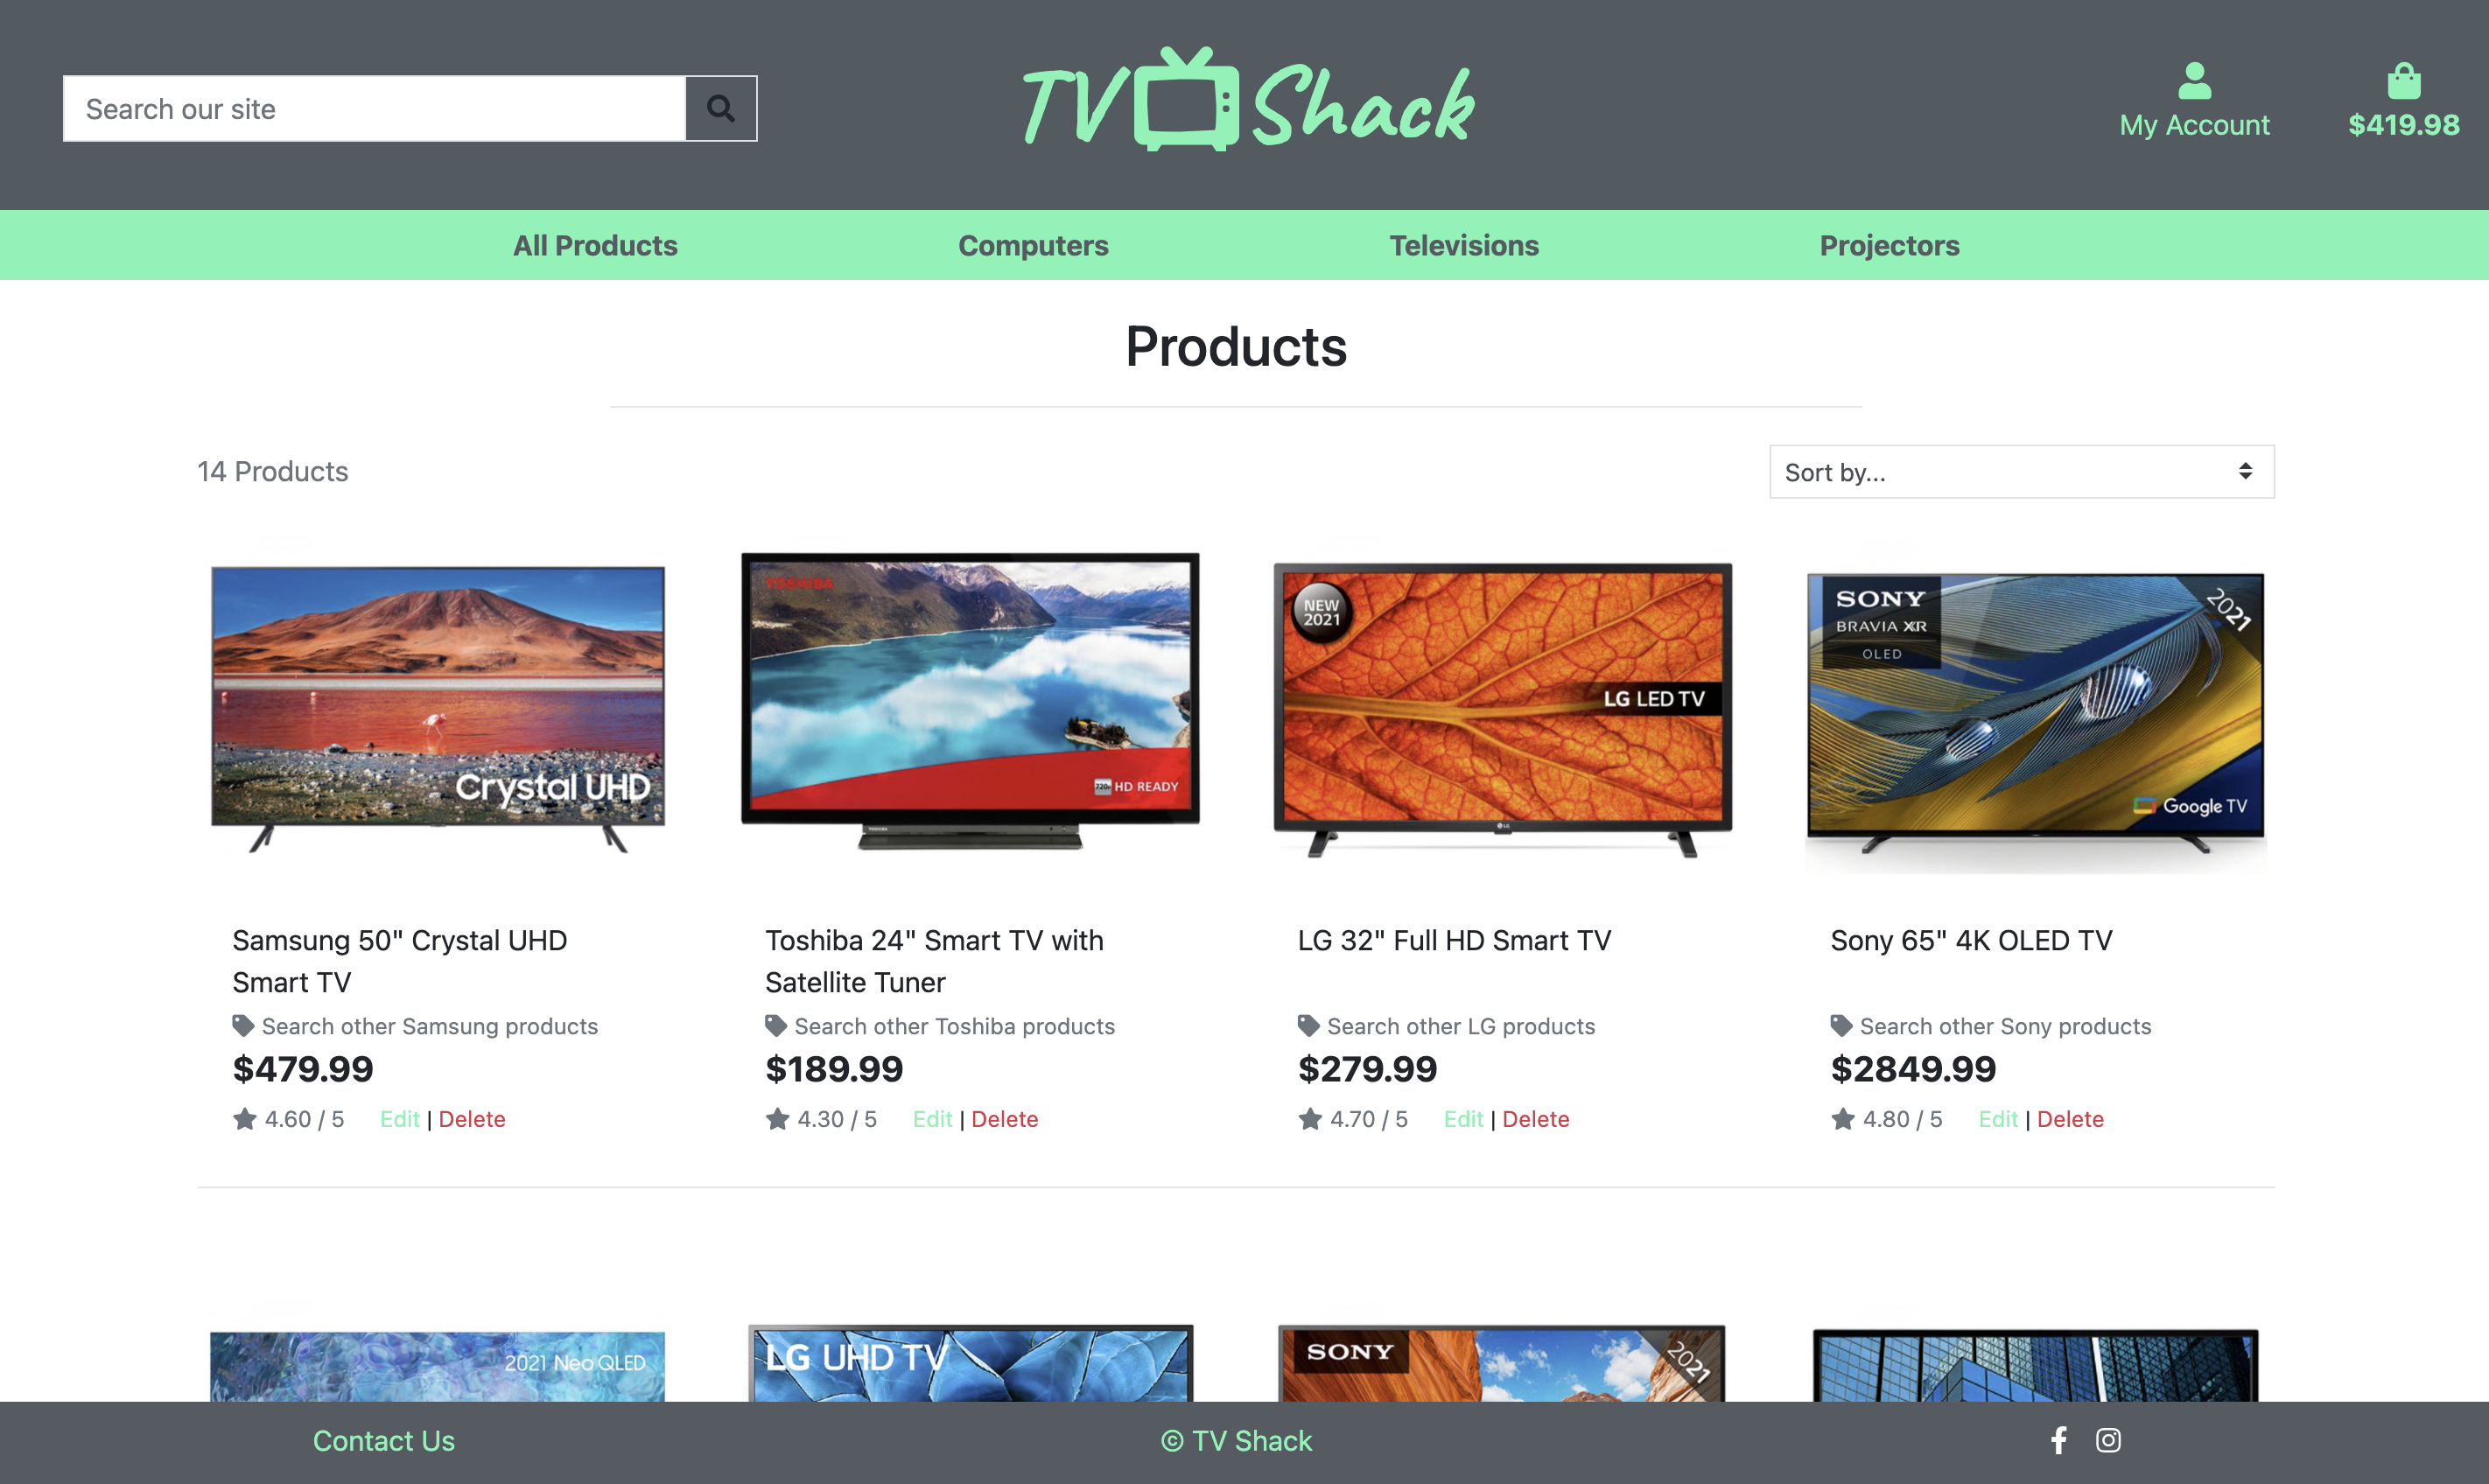 Search our site
TV Shack
My Account
$419.98
All Products
Computers
Televisions
Projectors
Products
14 Products
Sort by...
Crystal UHD
TOSHIBA
720p HD READY
TOSHIBA
NEW
2021
LG LED TV
LG
SONY
BRAVIA XR
OLED
2021
Google TV
Samsung 50" Crystal UHD
Smart TV
Search other Samsung products
$479.99
4.60 / 5 Edit | Delete
Toshiba 24" Smart TV with
Satellite Tuner
Search other Toshiba products
$189.99
4.30 / 5 Edit | Delete
LG 32" Full HD Smart TV
Search other LG products
$279.99
4.70 / 5 Edit | Delete
Sony 65" 4K OLED TV
Search other Sony products
$2849.99
4.80 / 5 Edit | Delete
2021 Neo QLED
LG UHD TV
SONY
2021
Contact Us
© TV Shack